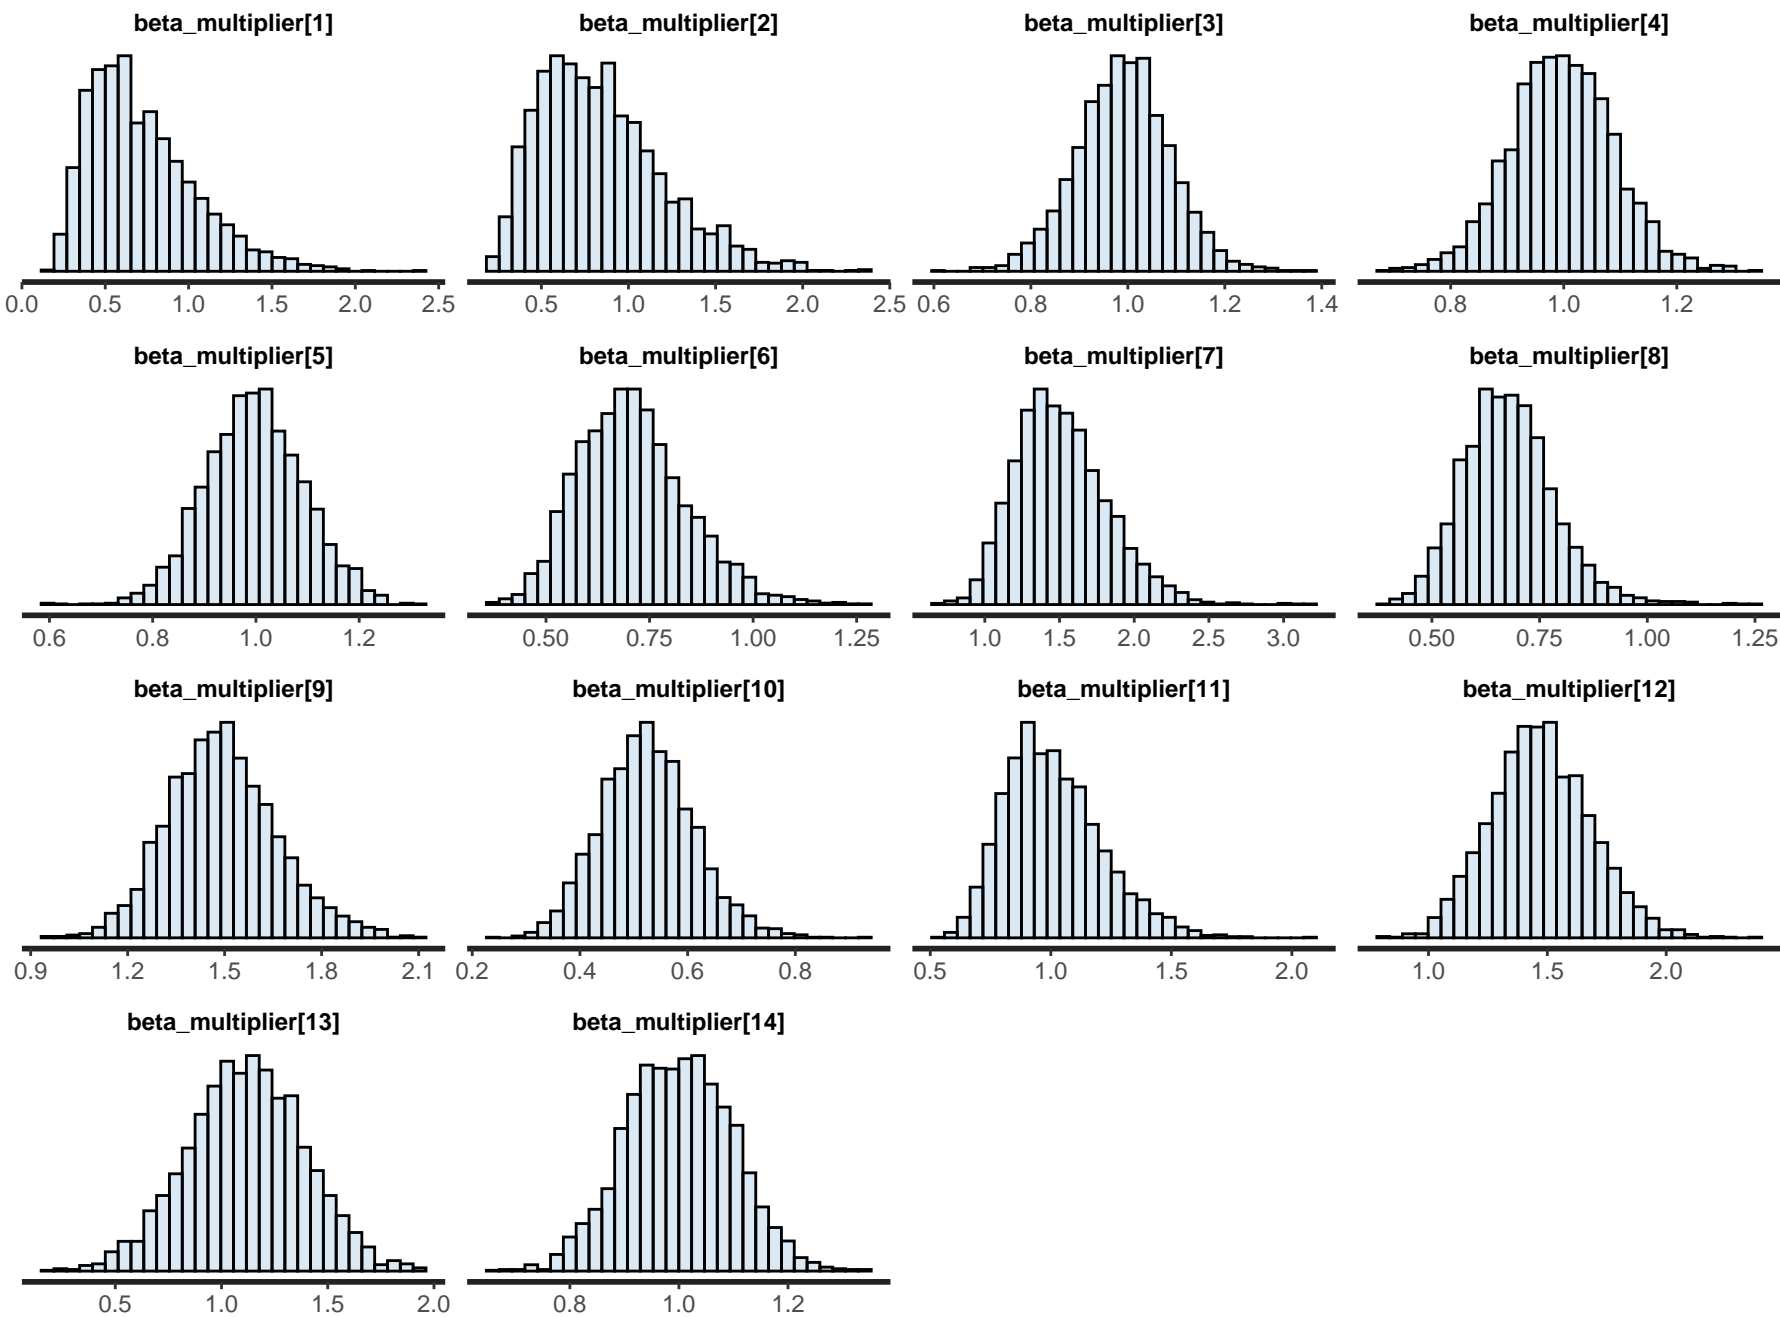 beta_multiplier[1] beta_multiplier[2] beta_multiplier[3] beta_multiplier[4]
0.0 0.5 1.0 1.5 2.0 2.5 0.5 1.0 1.5 2.0 2.5 0.6 0.8 1.0 1.2 1.4 0.8 1.0 1.2
beta_multiplier[5] beta_multiplier[6] beta_multiplier[7] beta_multiplier[8]
0.6 0.8 1.0 1.2 0.50 0.75 1.00 1.25 1.0 1.5 2.0 2.5 3.0 0.50 0.75 1.00 1.25
beta_multiplier[9] beta_multiplier[10] beta_multiplier[11] beta_multiplier[12]
0.9 1.2 1.5 1.8 2.1 0.2 0.4 0.6 0.8 0.5 1.0 1.5 2.0 1.0 1.5 2.0
beta_multiplier[13] beta_multiplier[14]
0.5 1.0 1.5 2.0 0.8 1.0 1.2